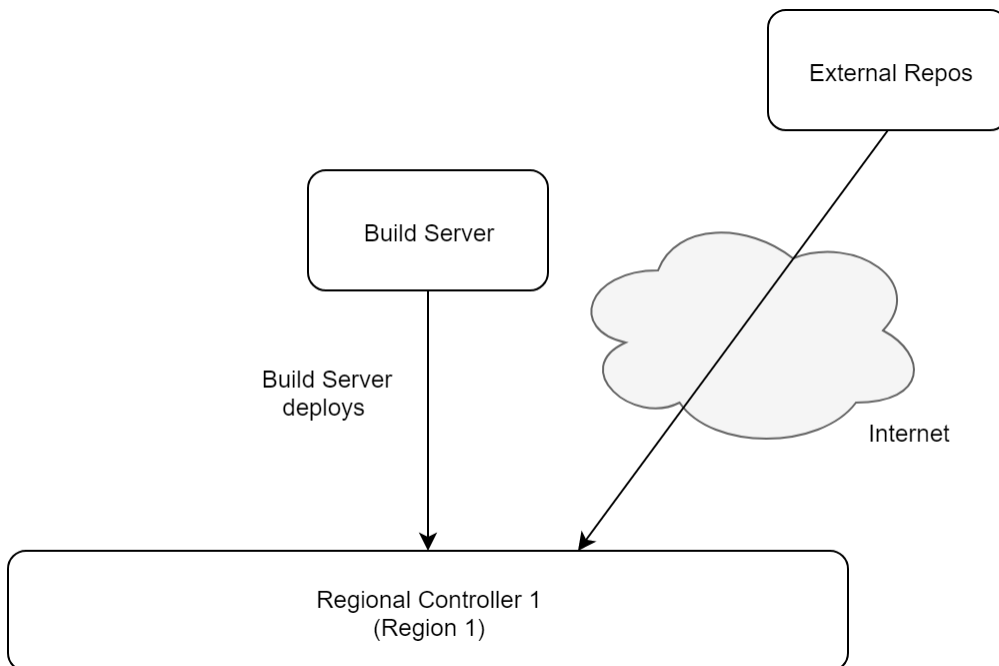 External Repos
Build Server
Build Server
deploys
Internet
Regional Controller 1
(Region 1)